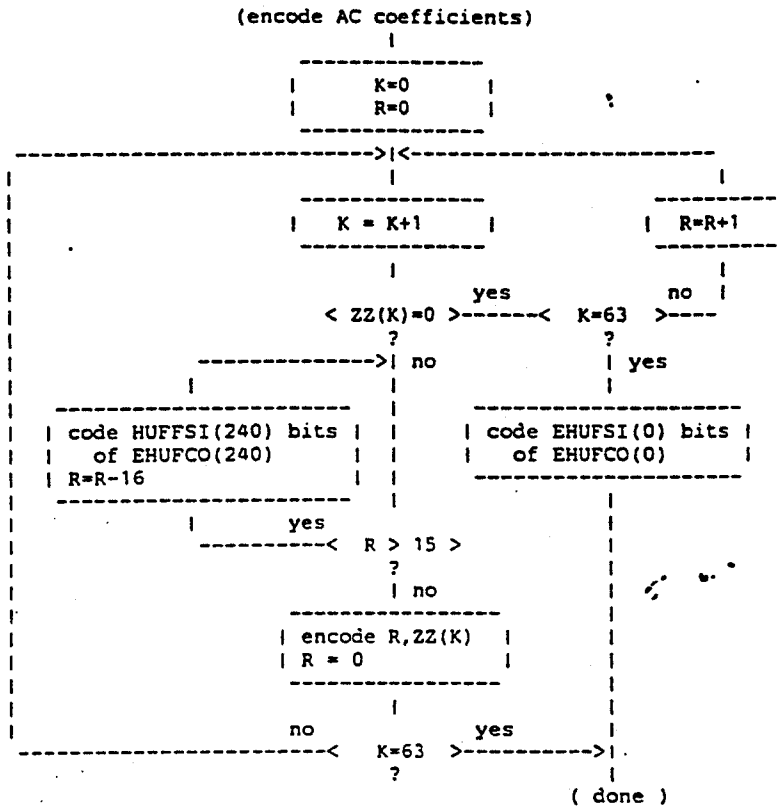 (encode AC coefficients)
K=0
R=0
K = K+1
R=R+1
yes
no
< ZZ(K)=0 >
< K=63 >
?
?
no
yes
code HUFFSI(240) bits
of EHUFCO(240)
R=R-16
code EHUFSI(0) bits
of EHUFCO(0)
yes
< R > 15 >
?
no
encode R,ZZ(K)
R = 0
no
yes
< K=63 >
?
( done )